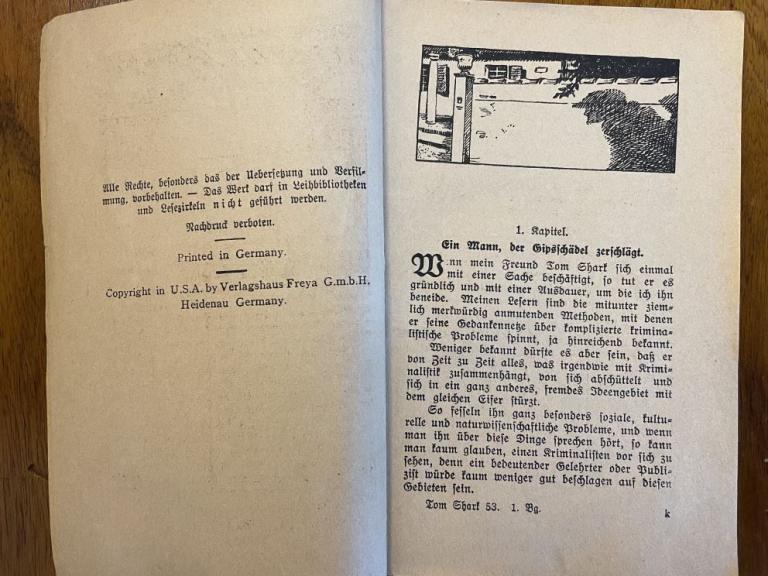 Alle Rechte, besonders das der Uebersetzung und Verfil-
mung, vorbehalten. — Das Werk darf in Leihbibliotheken
und Lesezirkeln nicht geführt werden.
Nachdruck verboten.
Printed in Germany.
Copyright in U.S.A. by Verlagshaus Freya G.m.b.H.
Heidenau Germany.
1. Kapitel.
Ein Mann, der Gipsschädel zerschlägt.
Wnn mein Freund Tom Shark sich einmal
mit einer Sache beschäftigt, so tut er es
gründlich und mit einer Ausdauer, um die ich ihn
beneide. Meinen Lesern sind die mitunter ziem-
lich merkwürdig anmutenden Methoden, mit denen
er seine Gedankennetze über komplizierte krimina-
listische Probleme spinnt, ja hinreichend bekannt.
Weniger bekannt dürfte es aber sein, daß er
von Zeit zu Zeit alles, was irgendwie mit Krimi-
nalistik zusammenhängt, von sich abschüttelt und
sich in ein ganz anderes, fremdes Ideengebiet mit
dem gleichen Eifer stürzt.
So fesseln ihn ganz besonders soziale, kultu-
relle und naturwissenschaftliche Probleme, und wenn
man ihn über diese Dinge sprechen hört, so kann
man kaum glauben, einen Kriminalisten vor sich zu
sehen, denn ein bedeutender Gelehrter oder Publi-
zist würde kaum weniger gut beschlagen auf diesen
Gebieten sein.
Tom Shark 53. 1. Bg.
k